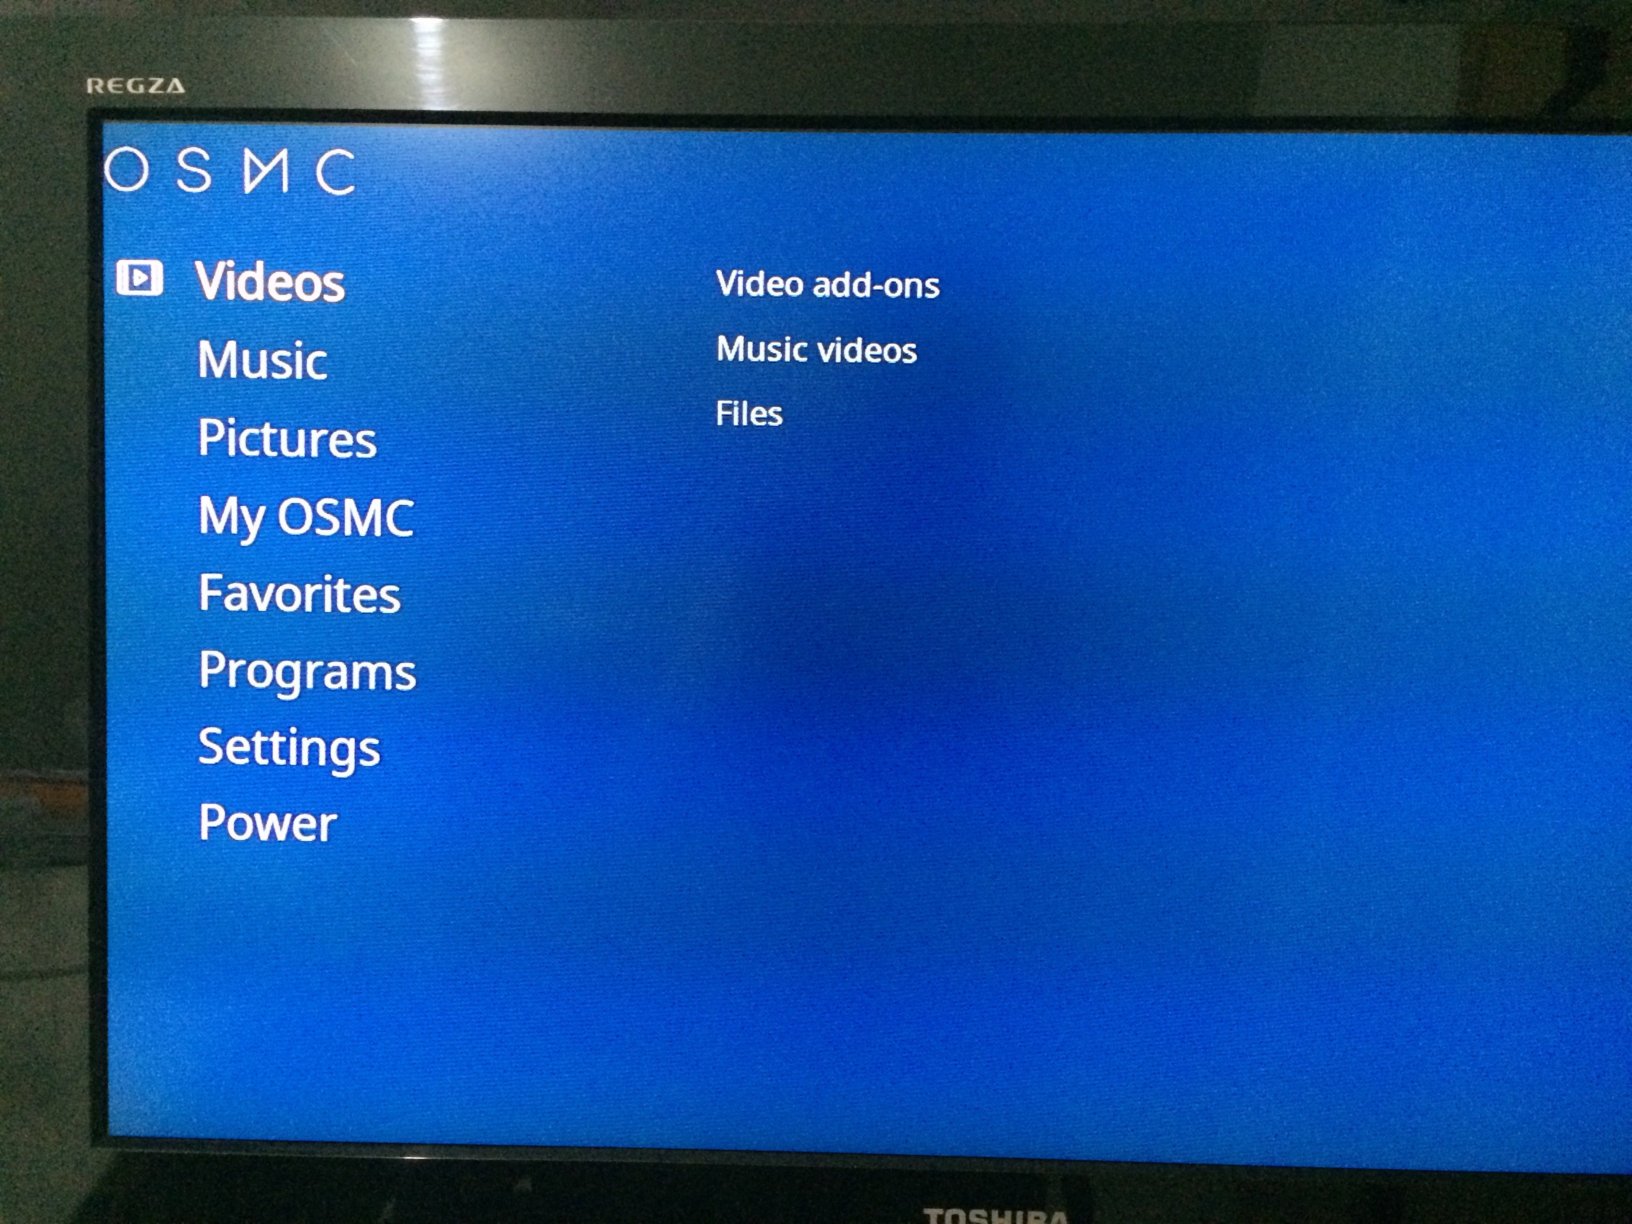 REGZA
OSMC
Videos
Music
Pictures
My OSMC
Favorites
Programs
Settings
Power
Video add-ons
Music videos
Files
TOSHIBA